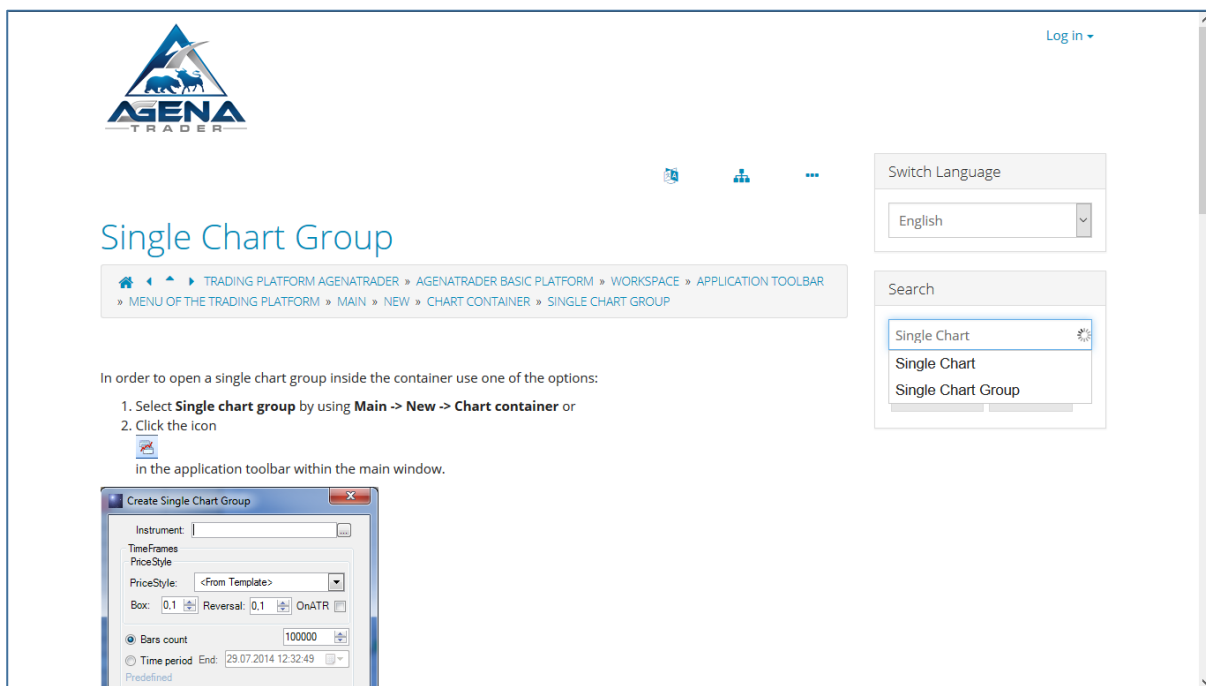 Log in
AGENA
TRADER
Switch Language
English
Single Chart Group
TRADING PLATFORM AGENATRADER » AGENATRADER BASIC PLATFORM » WORKSPACE » APPLICATION TOOLBAR
» MENU OF THE TRADING PLATFORM » MAIN » NEW » CHART CONTAINER » SINGLE CHART GROUP
Search
Single Chart
Single Chart
Single Chart Group
In order to open a single chart group inside the container use one of the options:
1. Select Single chart group by using Main -> New -> Chart container or
2. Click the icon
in the application toolbar within the main window.
Create Single Chart Group
Instrument:
...
TimeFrames
PriceStyle
PriceStyle: <From Template>
Box: 0,1 Reversal: 0,1 OnATR
Bars count 100000
Time period End: 29.07.2014 12:32:49
Predefined